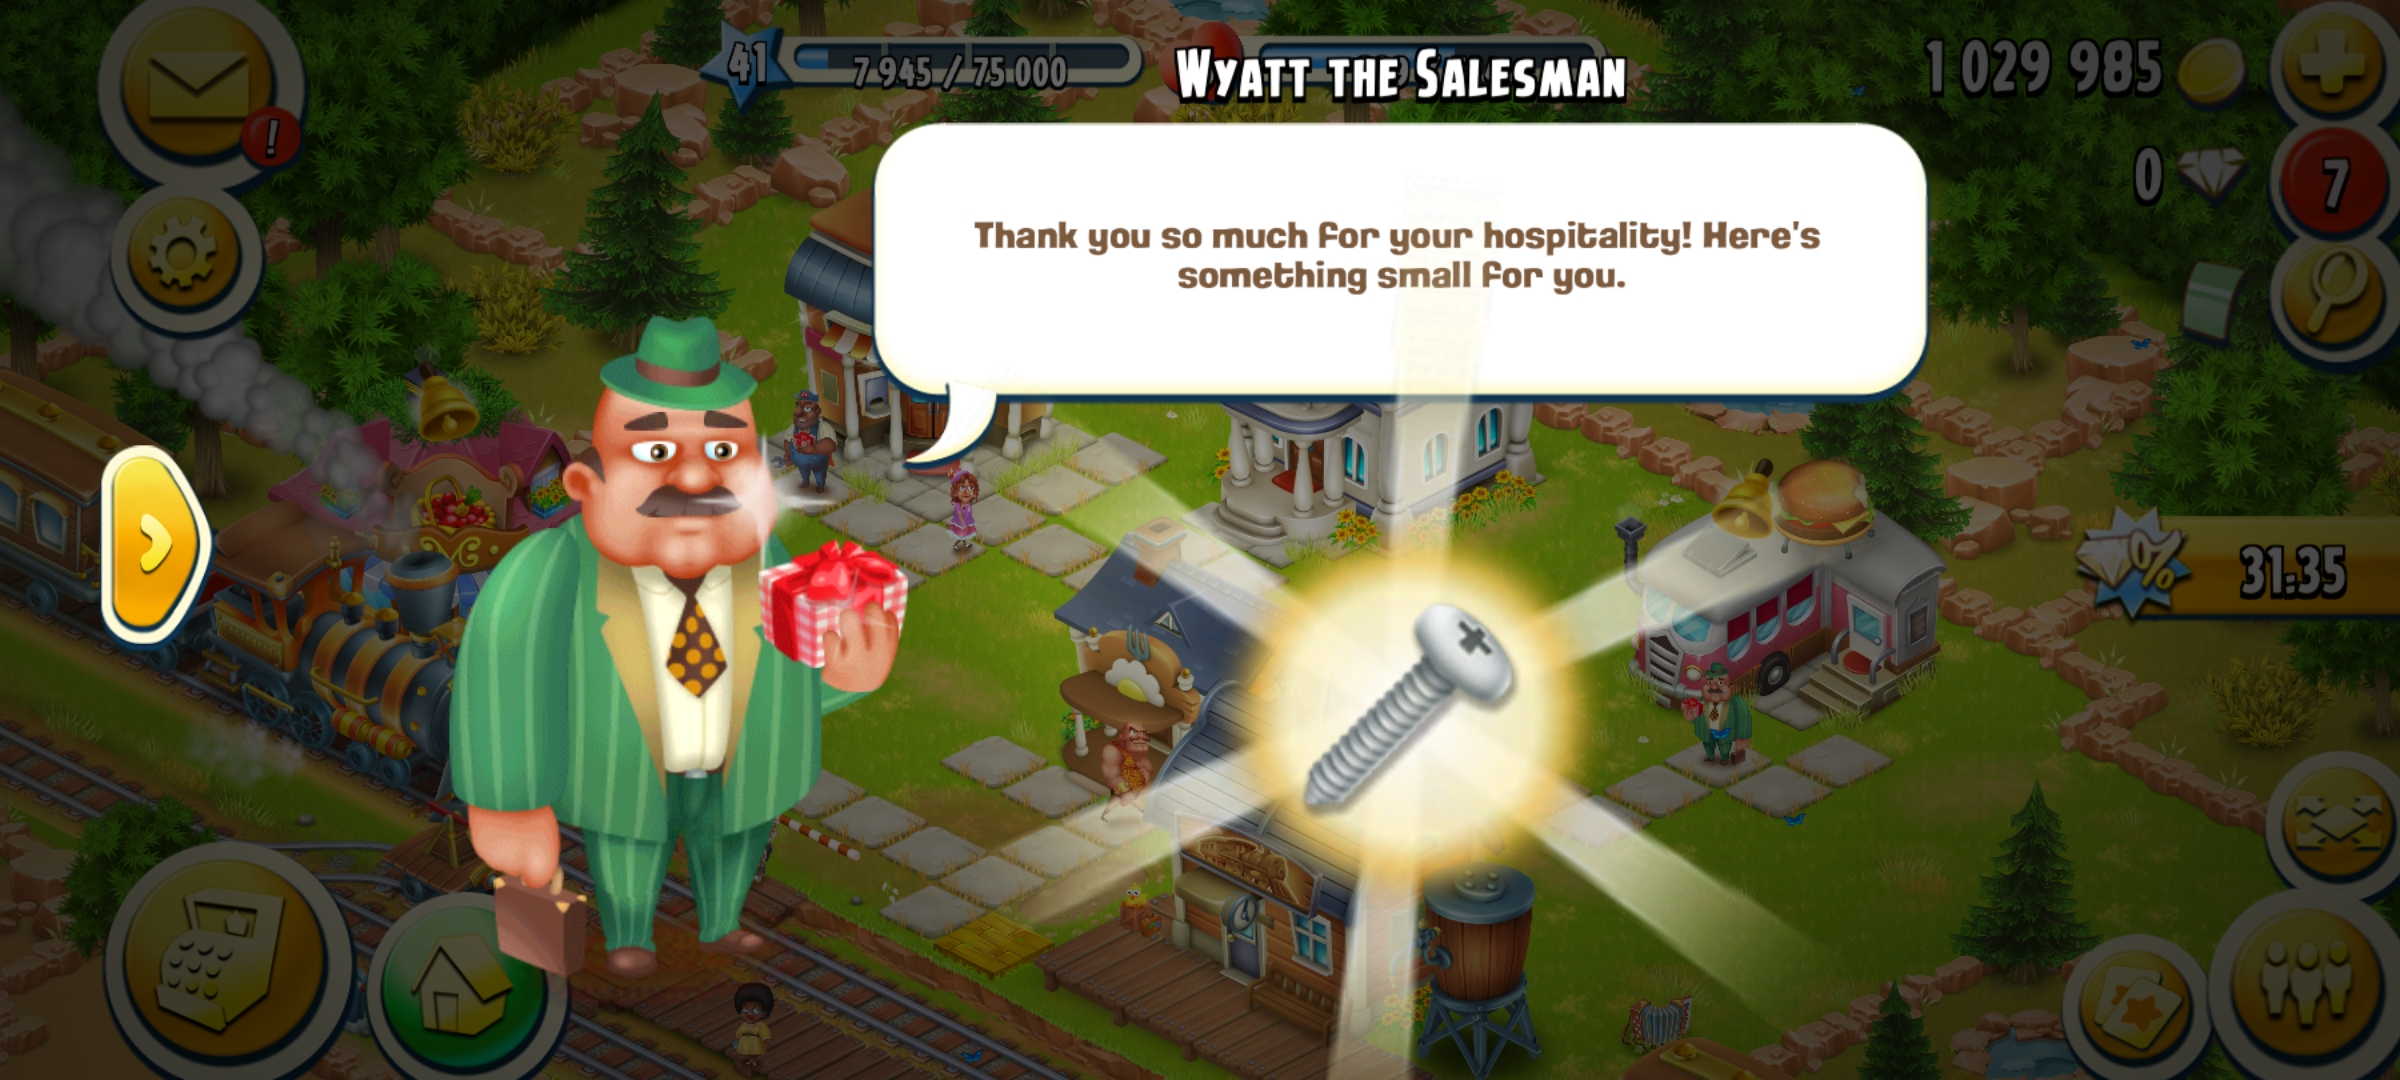 41
7 945 / 75 000
WYATT THE SALESMAN
1 029 985
0
7
!
Thank you so much for your hospitality! Here's
something small for you.
0%
31:35